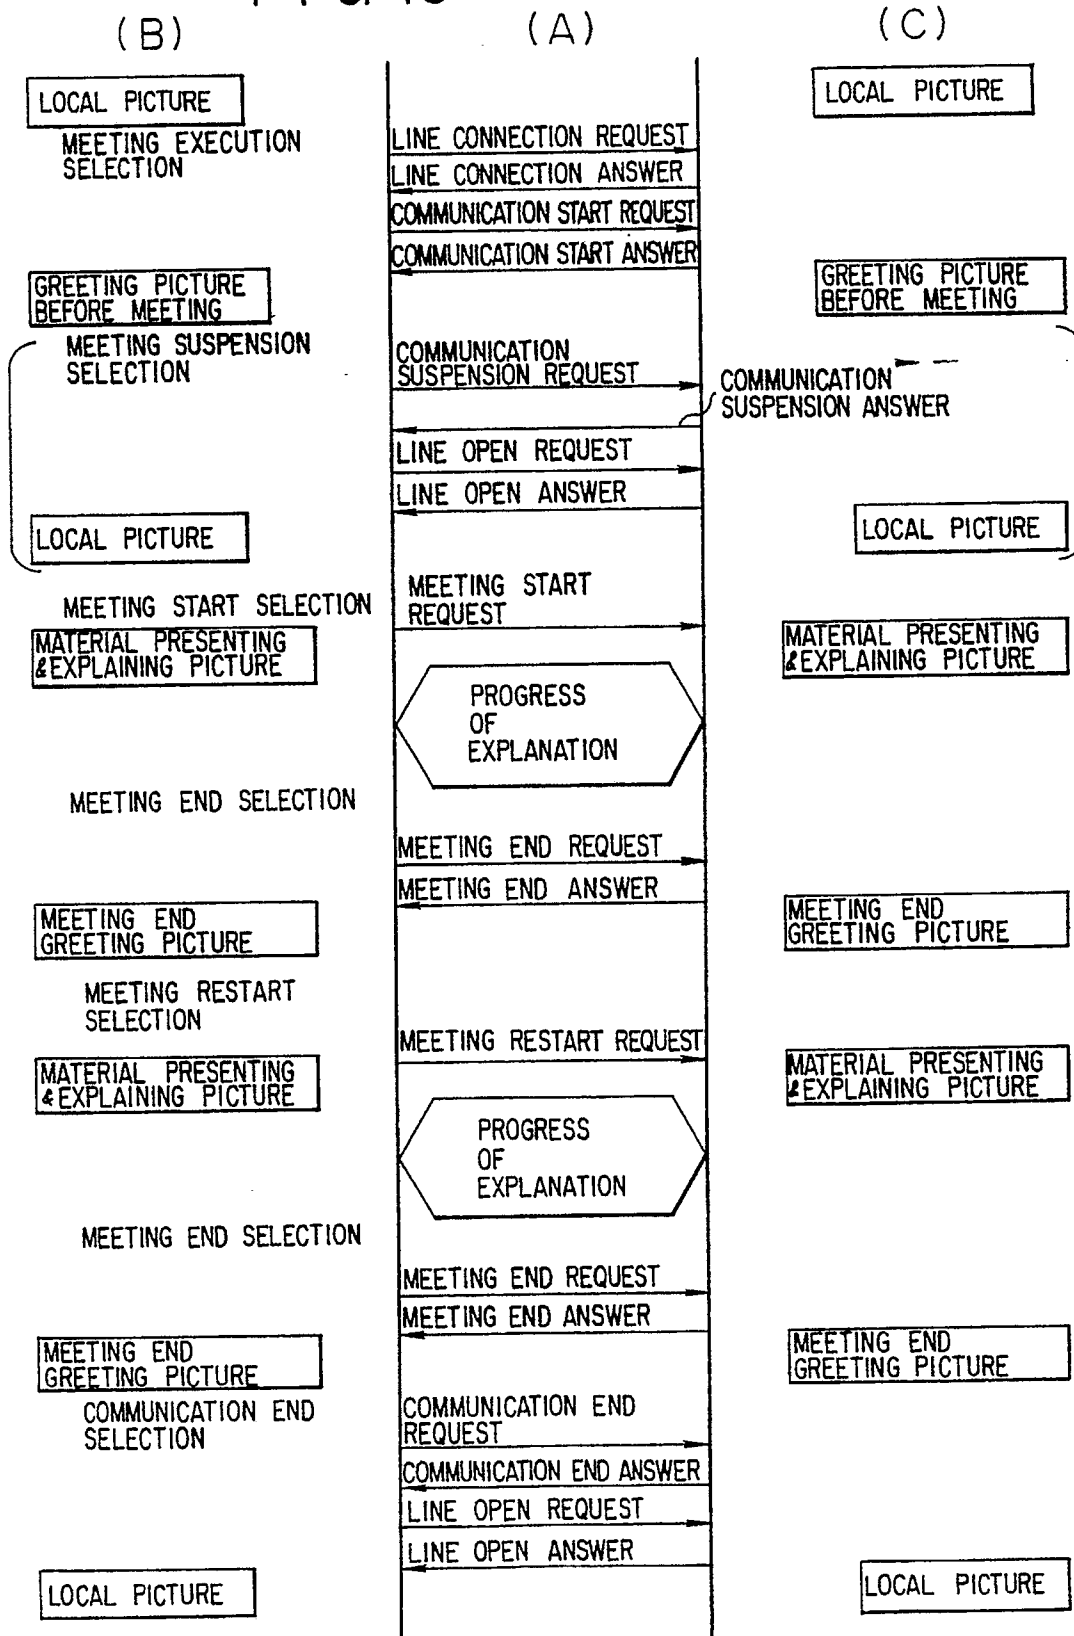 (B)
(A)
(C)
LOCAL PICTURE
LOCAL PICTURE
MEETING EXECUTION
SELECTION
LINE CONNECTION REQUEST
LINE CONNECTION ANSWER
COMMUNICATION START REQUEST
COMMUNICATION START ANSWER
GREETING PICTURE
BEFORE MEETING
GREETING PICTURE
BEFORE MEETING
MEETING SUSPENSION
SELECTION
COMMUNICATION
SUSPENSION REQUEST
COMMUNICATION
SUSPENSION ANSWER
LINE OPEN REQUEST
LINE OPEN ANSWER
LOCAL PICTURE
LOCAL PICTURE
MEETING START SELECTION
MEETING START
REQUEST
MATERIAL PRESENTING
& EXPLAINING PICTURE
MATERIAL PRESENTING
& EXPLAINING PICTURE
PROGRESS
OF
EXPLANATION
MEETING END SELECTION
MEETING END REQUEST
MEETING END ANSWER
MEETING END
GREETING PICTURE
MEETING END
GREETING PICTURE
MEETING RESTART
SELECTION
MEETING RESTART REQUEST
MATERIAL PRESENTING
& EXPLAINING PICTURE
MATERIAL PRESENTING
& EXPLAINING PICTURE
PROGRESS
OF
EXPLANATION
MEETING END SELECTION
MEETING END REQUEST
MEETING END ANSWER
MEETING END
GREETING PICTURE
MEETING END
GREETING PICTURE
COMMUNICATION END
SELECTION
COMMUNICATION END
REQUEST
COMMUNICATION END ANSWER
LINE OPEN REQUEST
LINE OPEN ANSWER
LOCAL PICTURE
LOCAL PICTURE